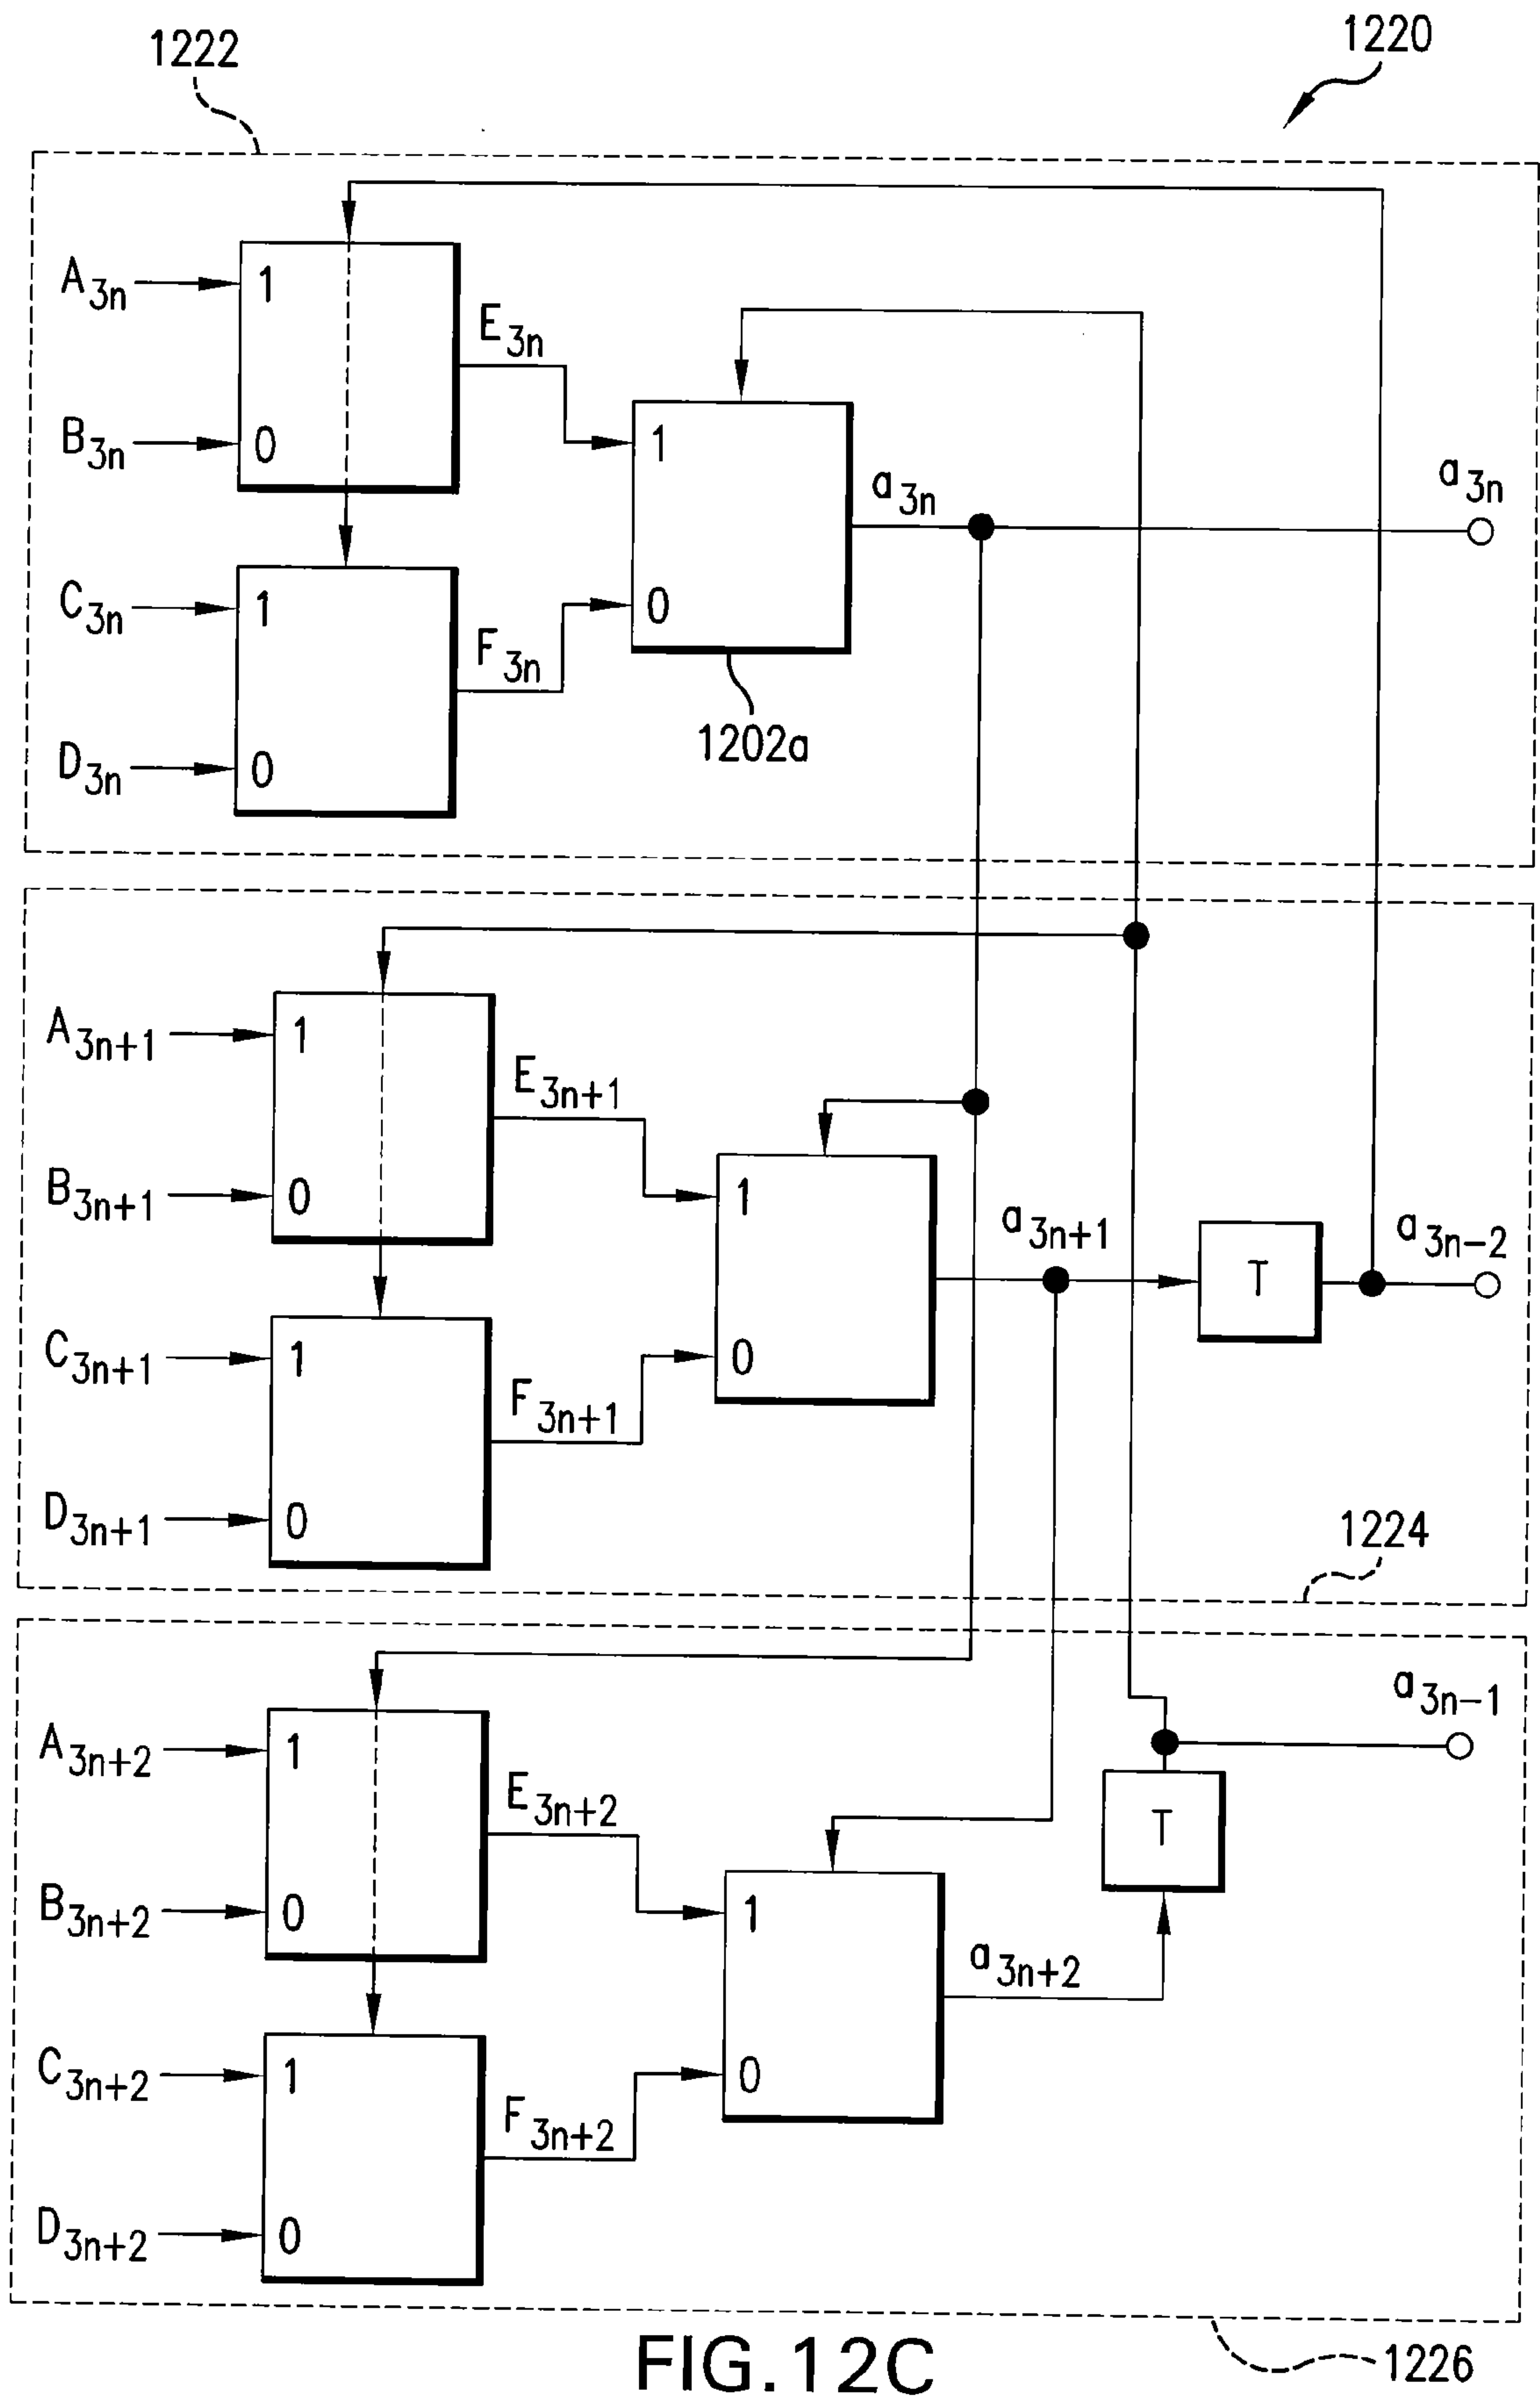 1222
1220
A3n
1
E3n
B3n
0
1
a3n
a3n
C3n
1
F3n
0
1202a
D3n
0
A3n+1
1
E3n+1
B3n+1
0
1
a3n+1
T
a3n-2
C3n+1
1
F3n+1
0
D3n+1
0
1224
A3n+2
1
a3n-1
E3n+2
T
B3n+2
0
1
a3n+2
C3n+2
1
F3n+2
0
D3n+2
0
FIG.12C
1226